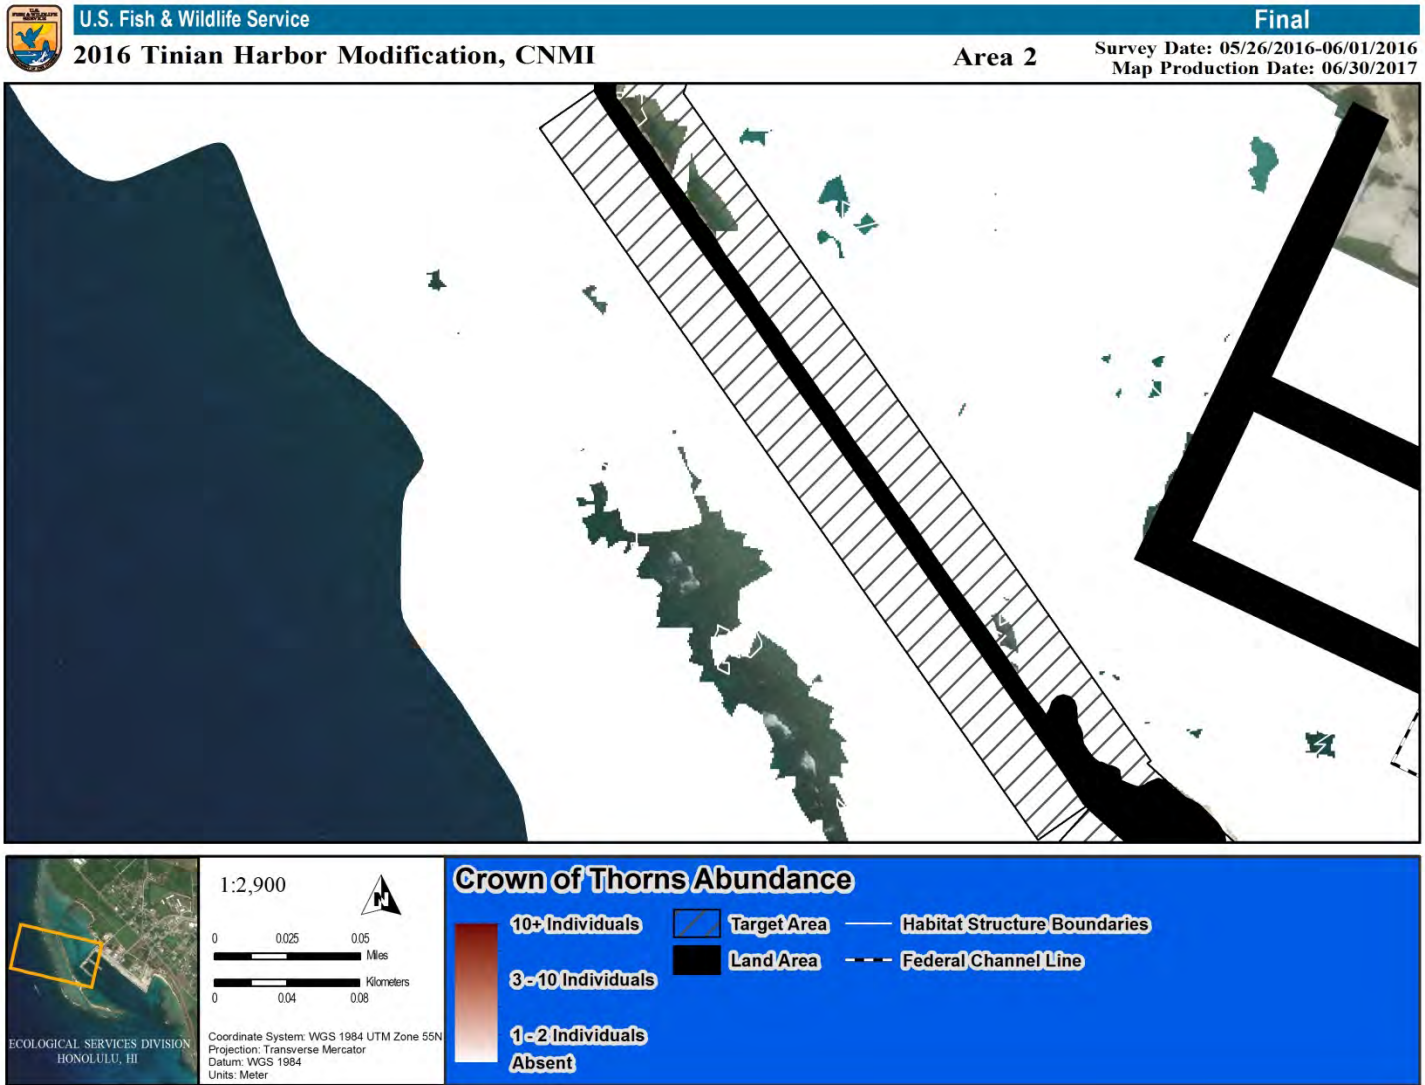 U.S. Fish & Wildlife Service
Final
2016 Tinian Harbor Modification, CNMI
Area 2
Survey Date: 05/26/2016-06/01/2016
Map Production Date: 06/30/2017
U.S.
FISH & WILDLIFE
SERVICE
ECOLOGICAL SERVICES DIVISION
HONOLULU, HI
1:2,900
N
0 0.025 0.05
Miles
Kilometers
0 0.04 0.08
Coordinate System: WGS 1984 UTM Zone 55N
Projection: Transverse Mercator
Datum: WGS 1984
Units: Meter
Crown of Thorns Abundance
10+ Individuals
3 - 10 Individuals
1 - 2 Individuals
Absent
Target Area
Land Area
Habitat Structure Boundaries
Federal Channel Line